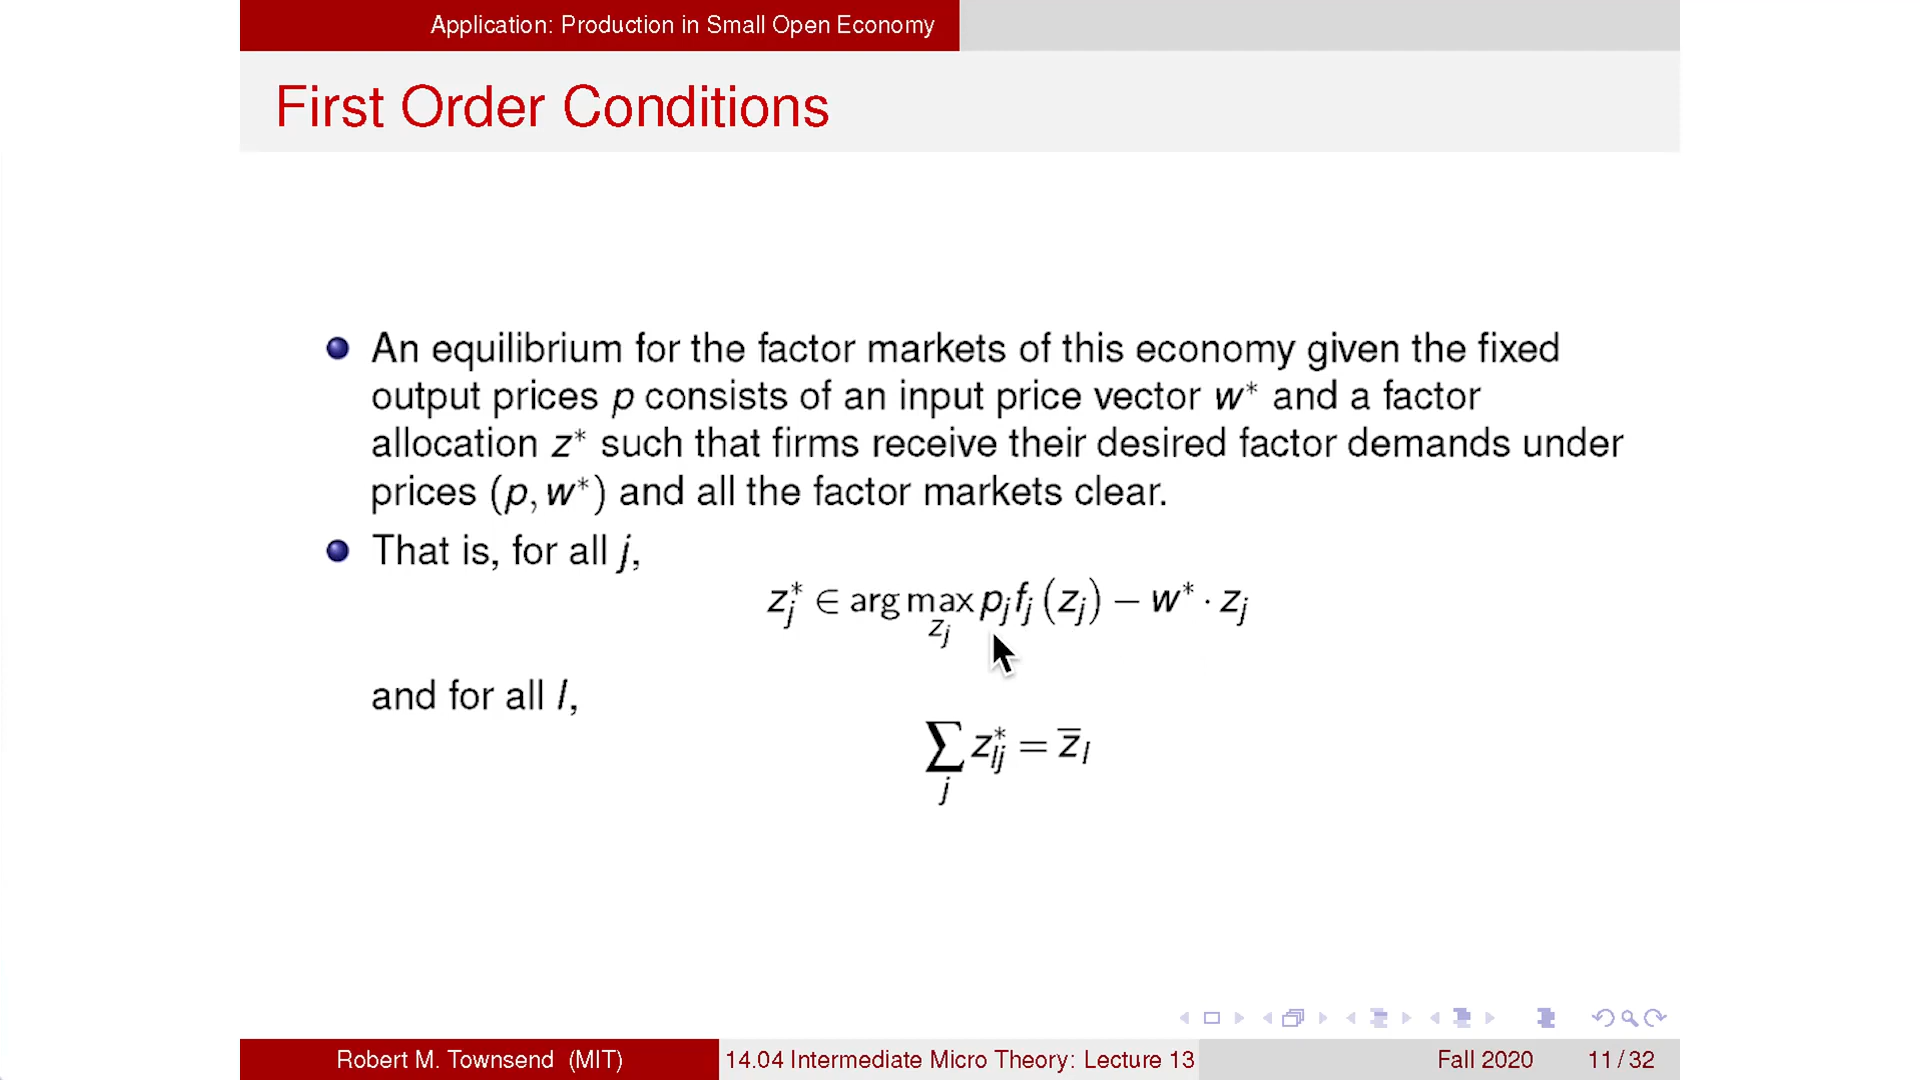 Application: Production in Small Open Economy
First Order Conditions
An equilibrium for the factor markets of this economy given the fixed
output prices p consists of an input price vector w* and a factor
allocation z* such that firms receive their desired factor demands under
prices (p, w*) and all the factor markets clear.
That is, for all j,
z_j^* ∈ arg max_{z_j} p_j f_j (z_j) − w^* · z_j
and for all l,
∑_j z_{lj}^* = z̅_l
Robert M. Townsend (MIT)
14.04 Intermediate Micro Theory: Lecture 13
Fall 2020
11 / 32